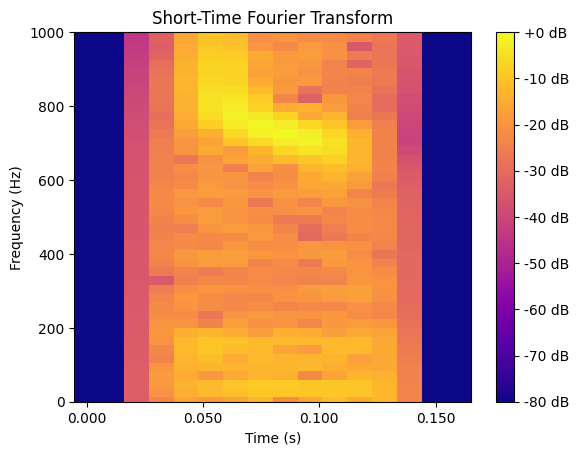 Short-Time Fourier Transform
1000
800
600
400
200
0
Frequency (Hz)
0.000
0.050
0.100
0.150
Time (s)
+0 dB
-10 dB
-20 dB
-30 dB
-40 dB
-50 dB
-60 dB
-70 dB
-80 dB